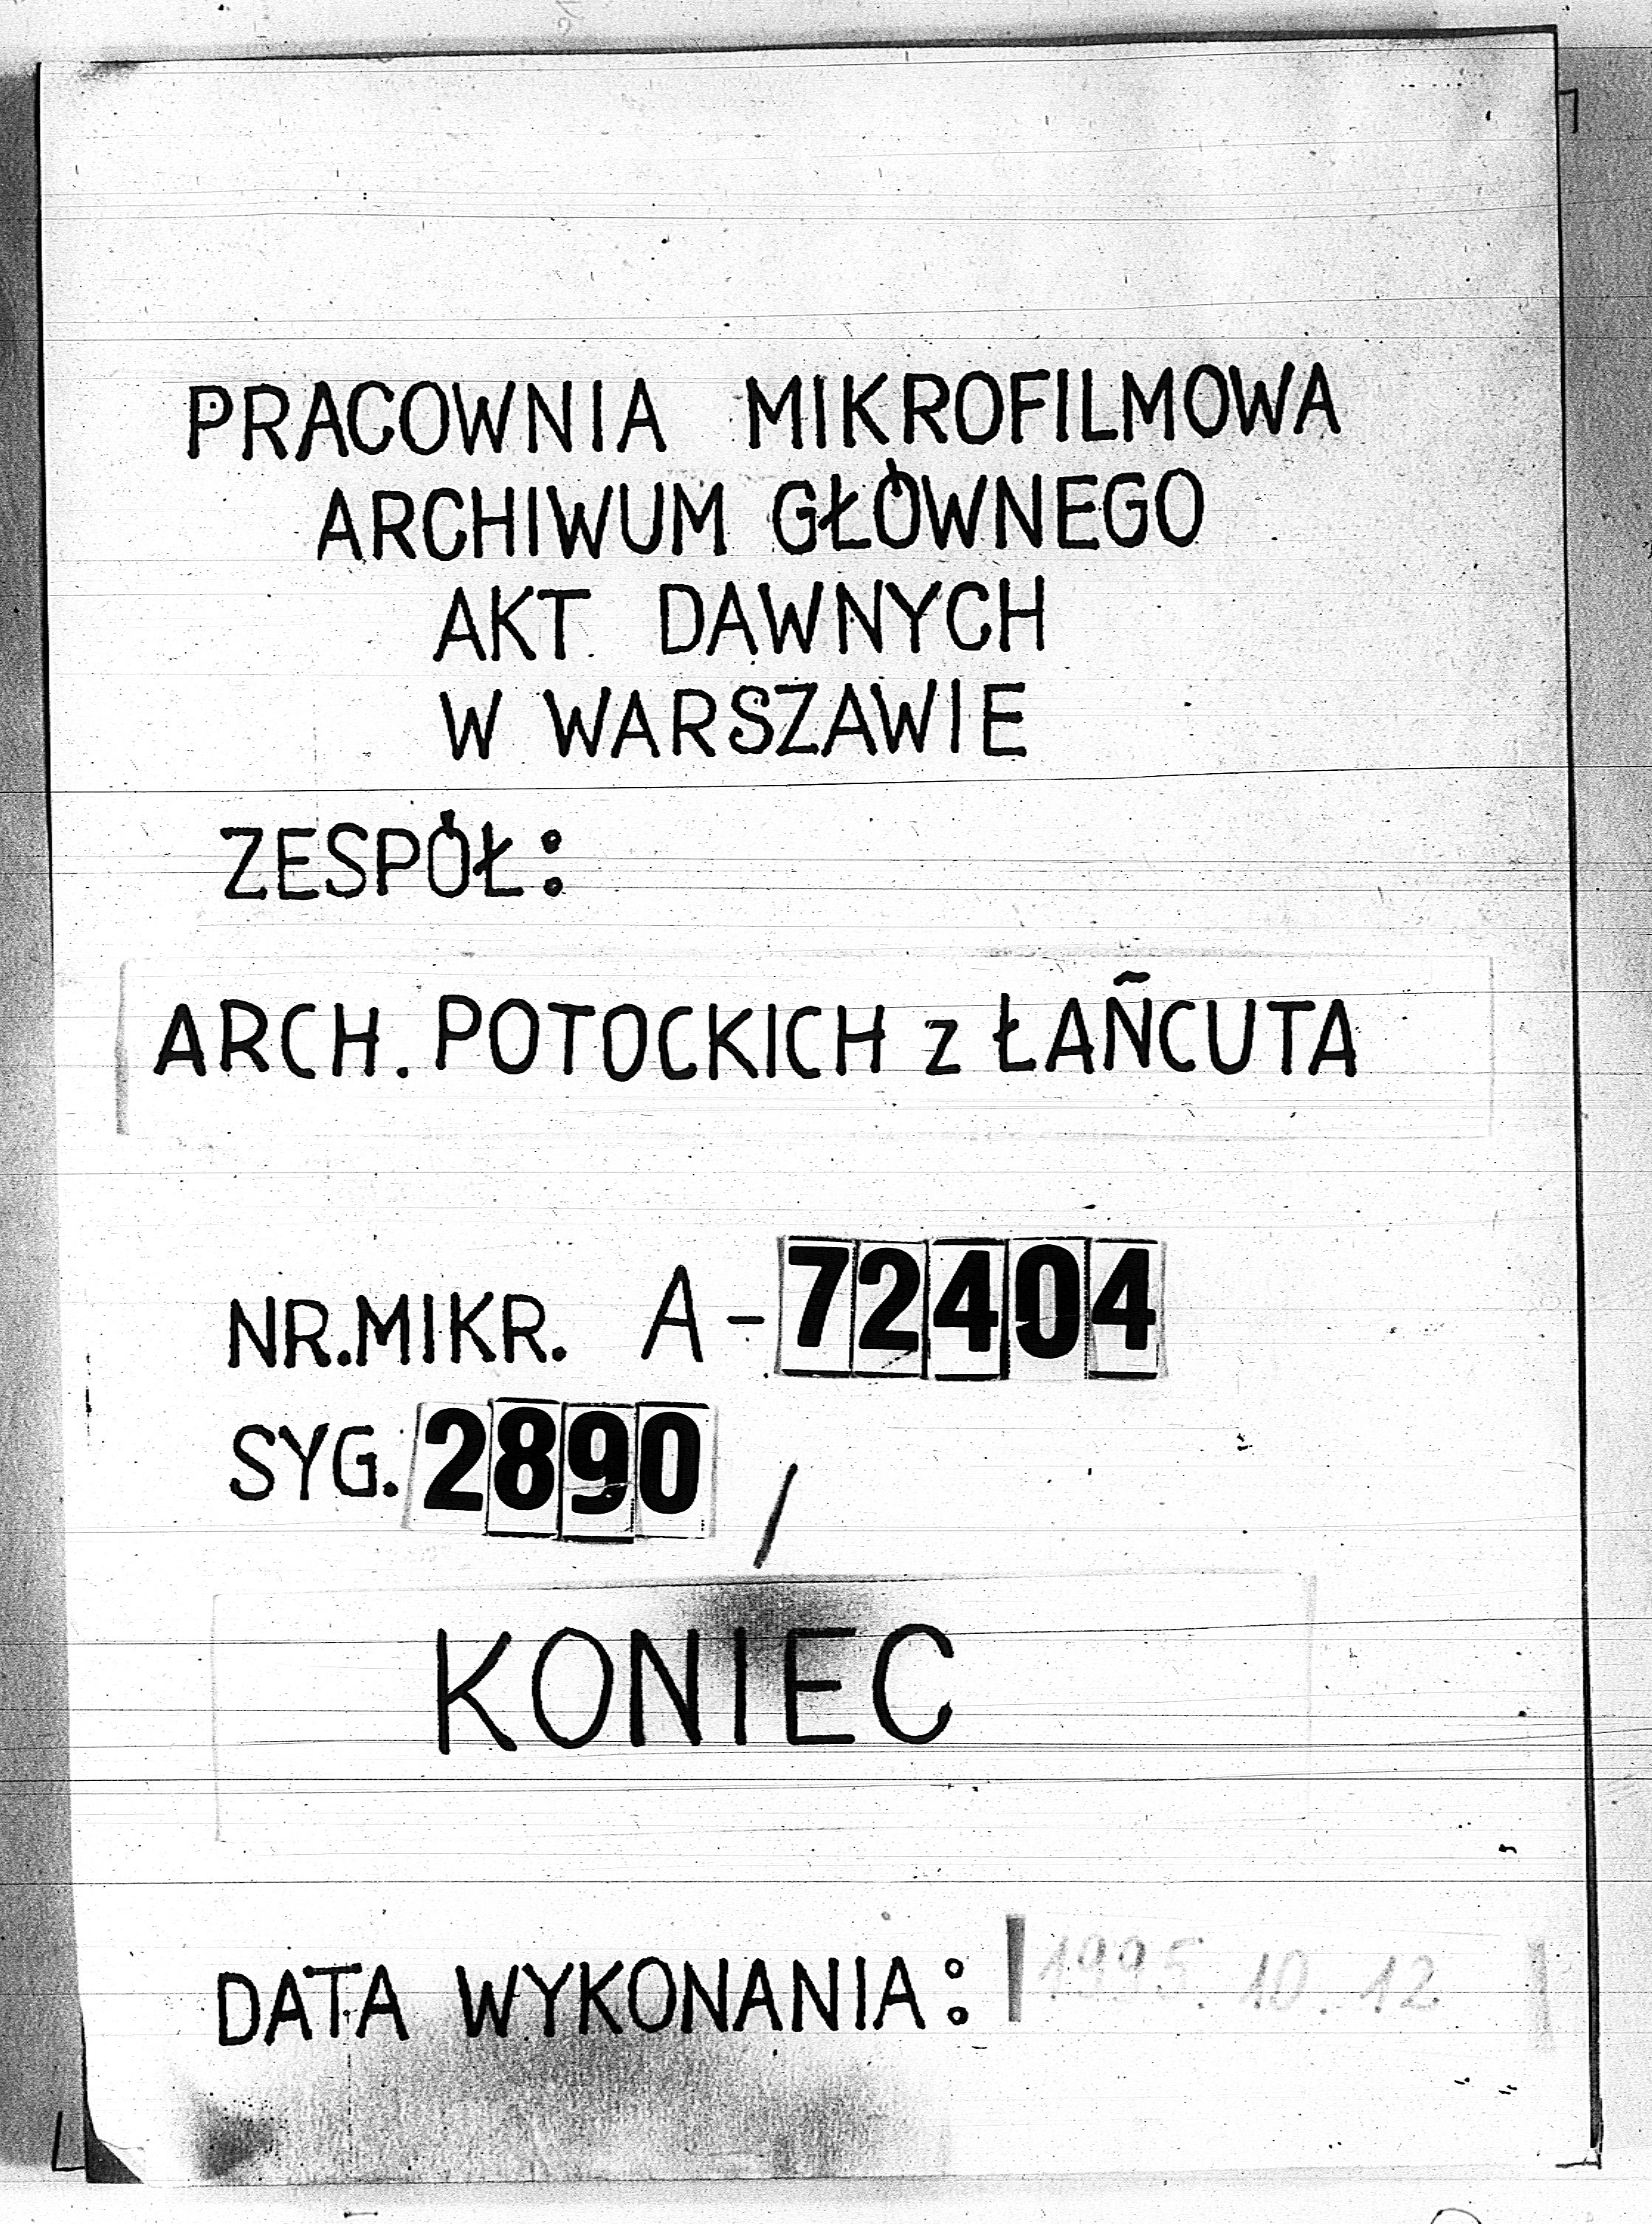 PRACOWNIA MIKROFILMOWA
ARCHIWUM GŁÓWNEGO
AKT DAWNYCH
W WARSZAWIE
ZESPÓŁ:
ARCH. POTOCKICH z ŁAŃCUTA
NR.MIKR. A-72404
SYG. 2890 /
KONIEC
DATA WYKONANIA: 1995.10.12